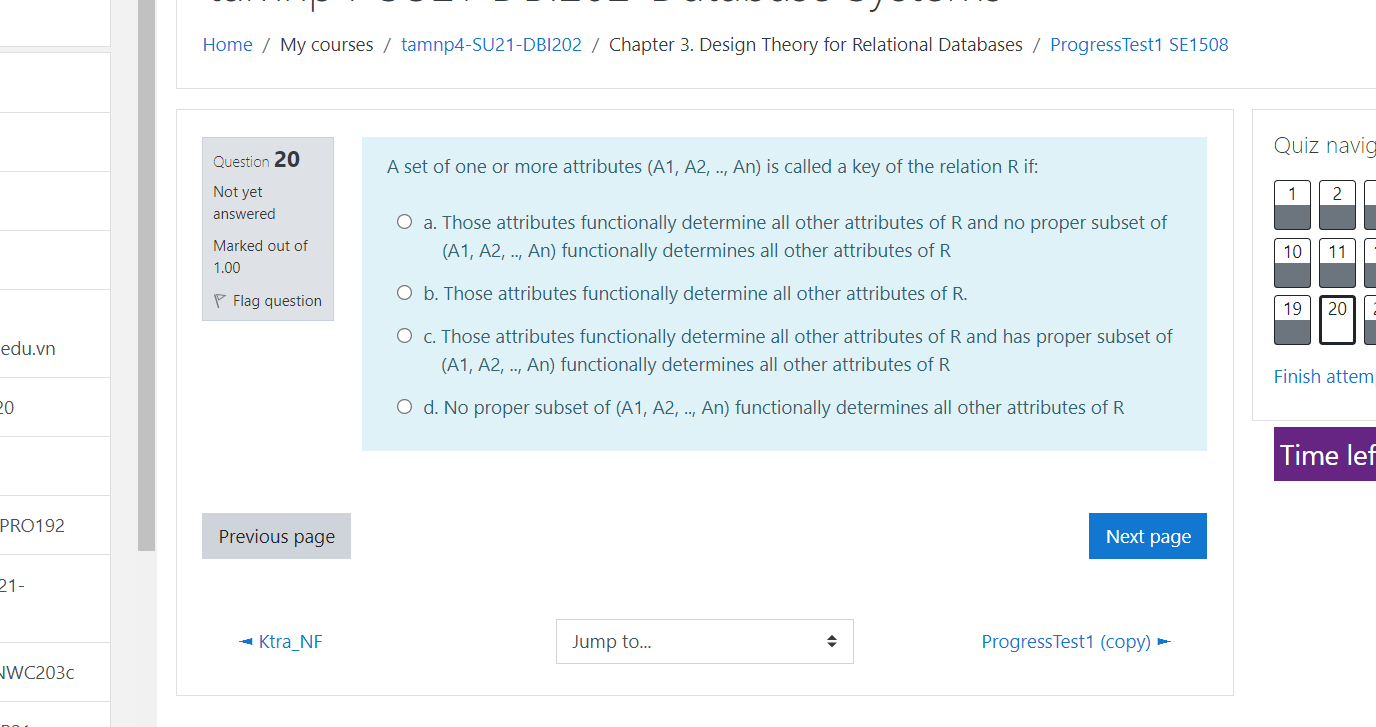 Home / My courses / tamnp4-SU21-DBI202 / Chapter 3. Design Theory for Relational Databases / ProgressTest1 SE1508
edu.vn
20
PRO192
21-
NWC203c
Question 20
Not yet
answered
Marked out of
1.00
Flag question
A set of one or more attributes (A1, A2, .., An) is called a key of the relation R if:
a. Those attributes functionally determine all other attributes of R and no proper subset of
(A1, A2, .., An) functionally determines all other attributes of R
b. Those attributes functionally determine all other attributes of R.
c. Those attributes functionally determine all other attributes of R and has proper subset of
(A1, A2, .., An) functionally determines all other attributes of R
d. No proper subset of (A1, A2, .., An) functionally determines all other attributes of R
Previous page
Next page
◄ Ktra_NF
Jump to...
ProgressTest1 (copy) ►
Quiz navig
1 2
10 11
19 20
Finish attem
Time lef